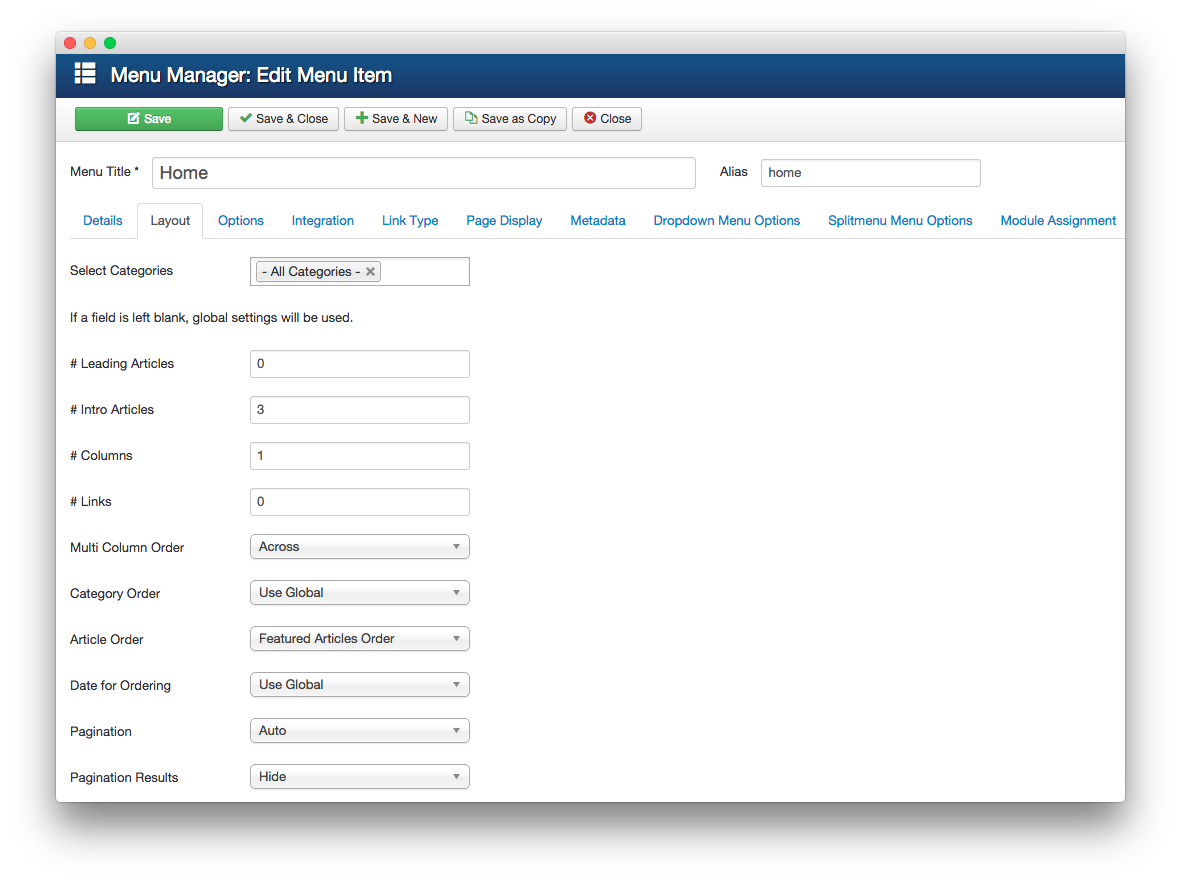 Menu Manager: Edit Menu Item
Save Save & Close Save & New Save as Copy Close
Menu Title * Home Alias home
Details Layout Options Integration Link Type Page Display Metadata Dropdown Menu Options Splitmenu Menu Options Module Assignment
Select Categories - All Categories -
If a field is left blank, global settings will be used.
# Leading Articles 0
# Intro Articles 3
# Columns 1
# Links 0
Multi Column Order Across
Category Order Use Global
Article Order Featured Articles Order
Date for Ordering Use Global
Pagination Auto
Pagination Results Hide